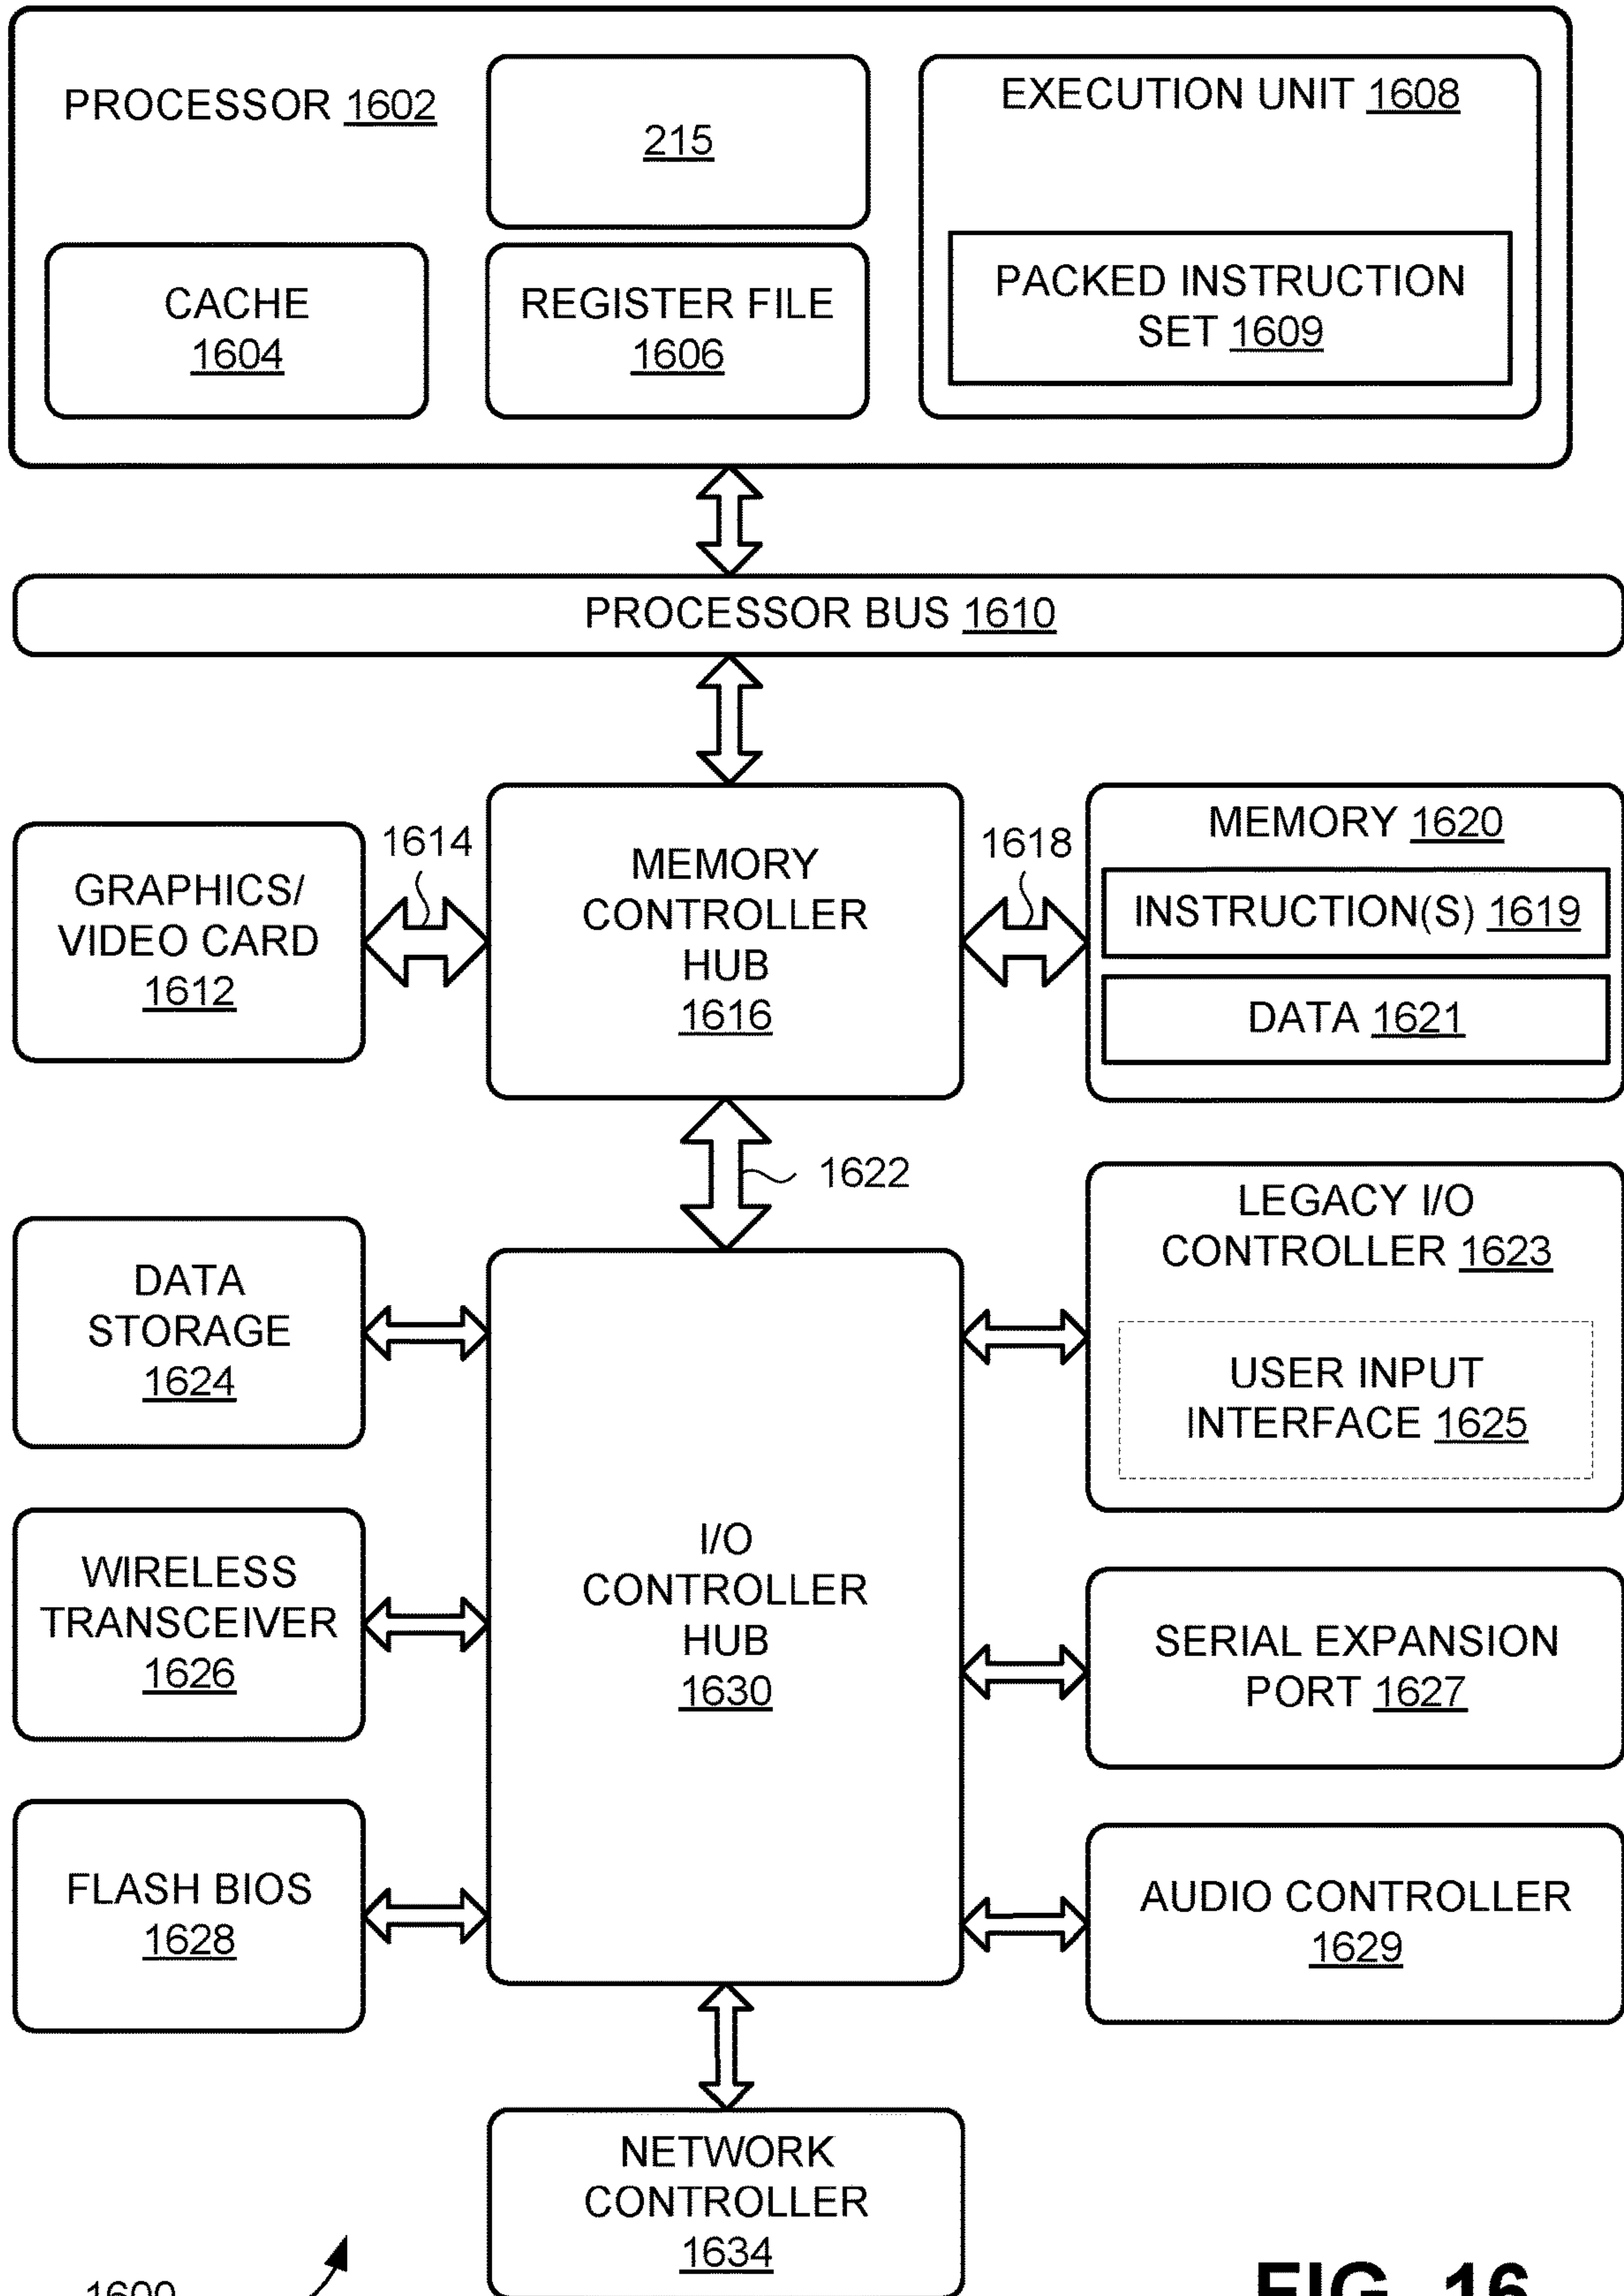 PROCESSOR 1602
215
EXECUTION UNIT 1608
PACKED INSTRUCTION
SET 1609
CACHE
1604
REGISTER FILE
1606
PROCESSOR BUS 1610
GRAPHICS/
VIDEO CARD
1612
1614
MEMORY
CONTROLLER
HUB
1616
1618
MEMORY 1620
INSTRUCTION(S) 1619
DATA 1621
1622
DATA
STORAGE
1624
LEGACY I/O
CONTROLLER 1623
USER INPUT
INTERFACE 1625
WIRELESS
TRANSCEIVER
1626
I/O
CONTROLLER
HUB
1630
SERIAL EXPANSION
PORT 1627
FLASH BIOS
1628
AUDIO CONTROLLER
1629
NETWORK
CONTROLLER
1634
1600
FIG. 16